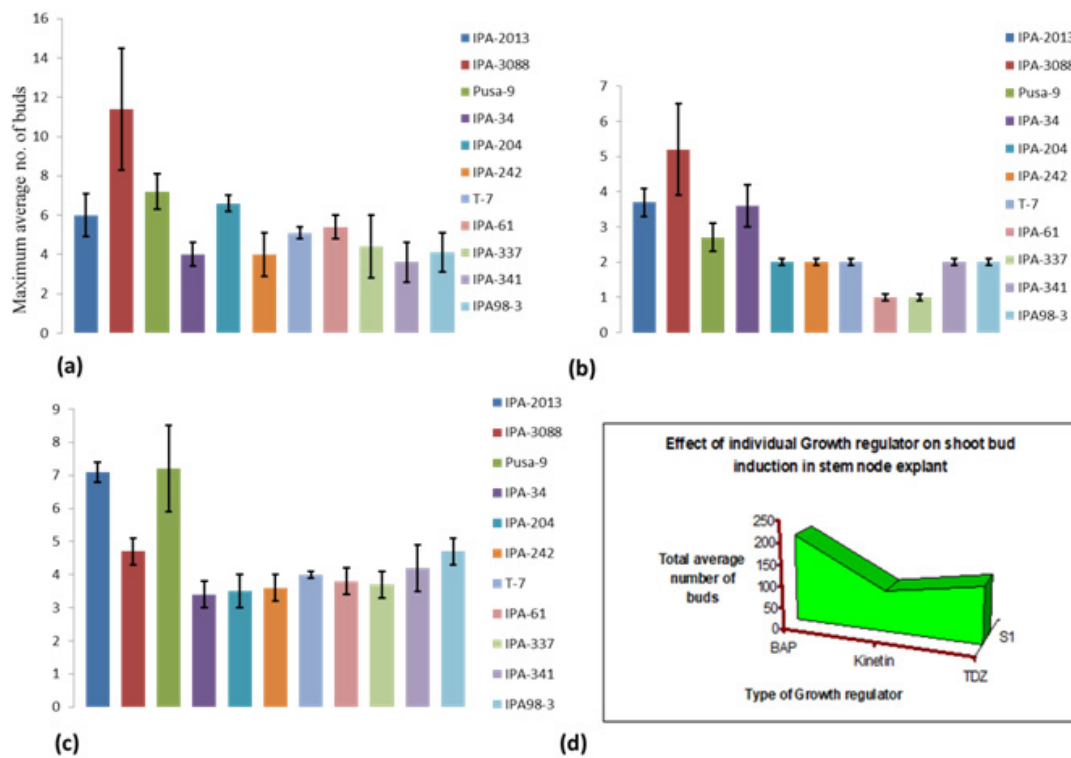 16
14
12
10
8
6
4
2
0
Maximum average no. of buds
IPA-2013
IPA-3088
Pusa-9
IPA-34
IPA-204
IPA-242
T-7
IPA-61
IPA-337
IPA-341
IPA98-3
(a)
7
6
5
4
3
2
1
0
IPA-2013
IPA-3088
Pusa-9
IPA-34
IPA-204
IPA-242
T-7
IPA-61
IPA-337
IPA-341
IPA98-3
(b)
9
8
7
6
5
4
3
2
1
0
IPA-2013
IPA-3088
Pusa-9
IPA-34
IPA-204
IPA-242
T-7
IPA-61
IPA-337
IPA-341
IPA98-3
(c)
Effect of individual Growth regulator on shoot bud
induction in stem node explant
Total average
number of
buds
250
200
150
100
50
0
BAP
Kinetin
TDZ
S1
Type of Growth regulator
(d)